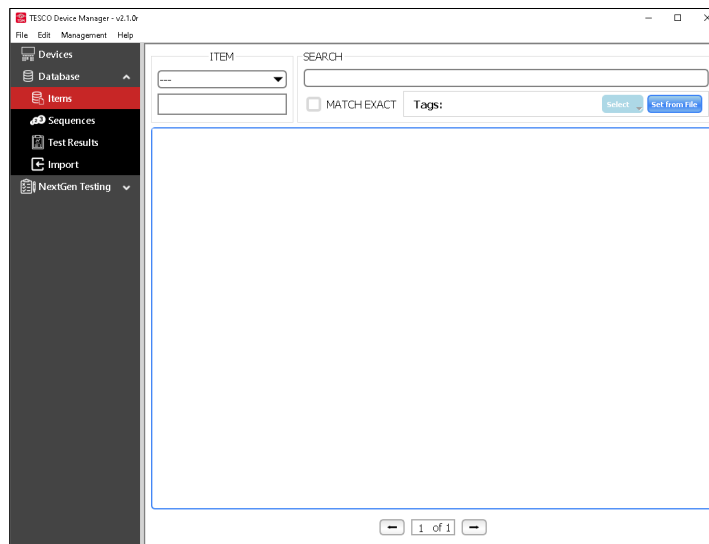 TESCO Device Manager - v2.1.0r
File Edit Management Help
Devices
Database
Items
Sequences
Test Results
Import
NextGen Testing
ITEM
---
SEARCH
MATCH EXACT
Tags:
Select
Set from File
1 of 1